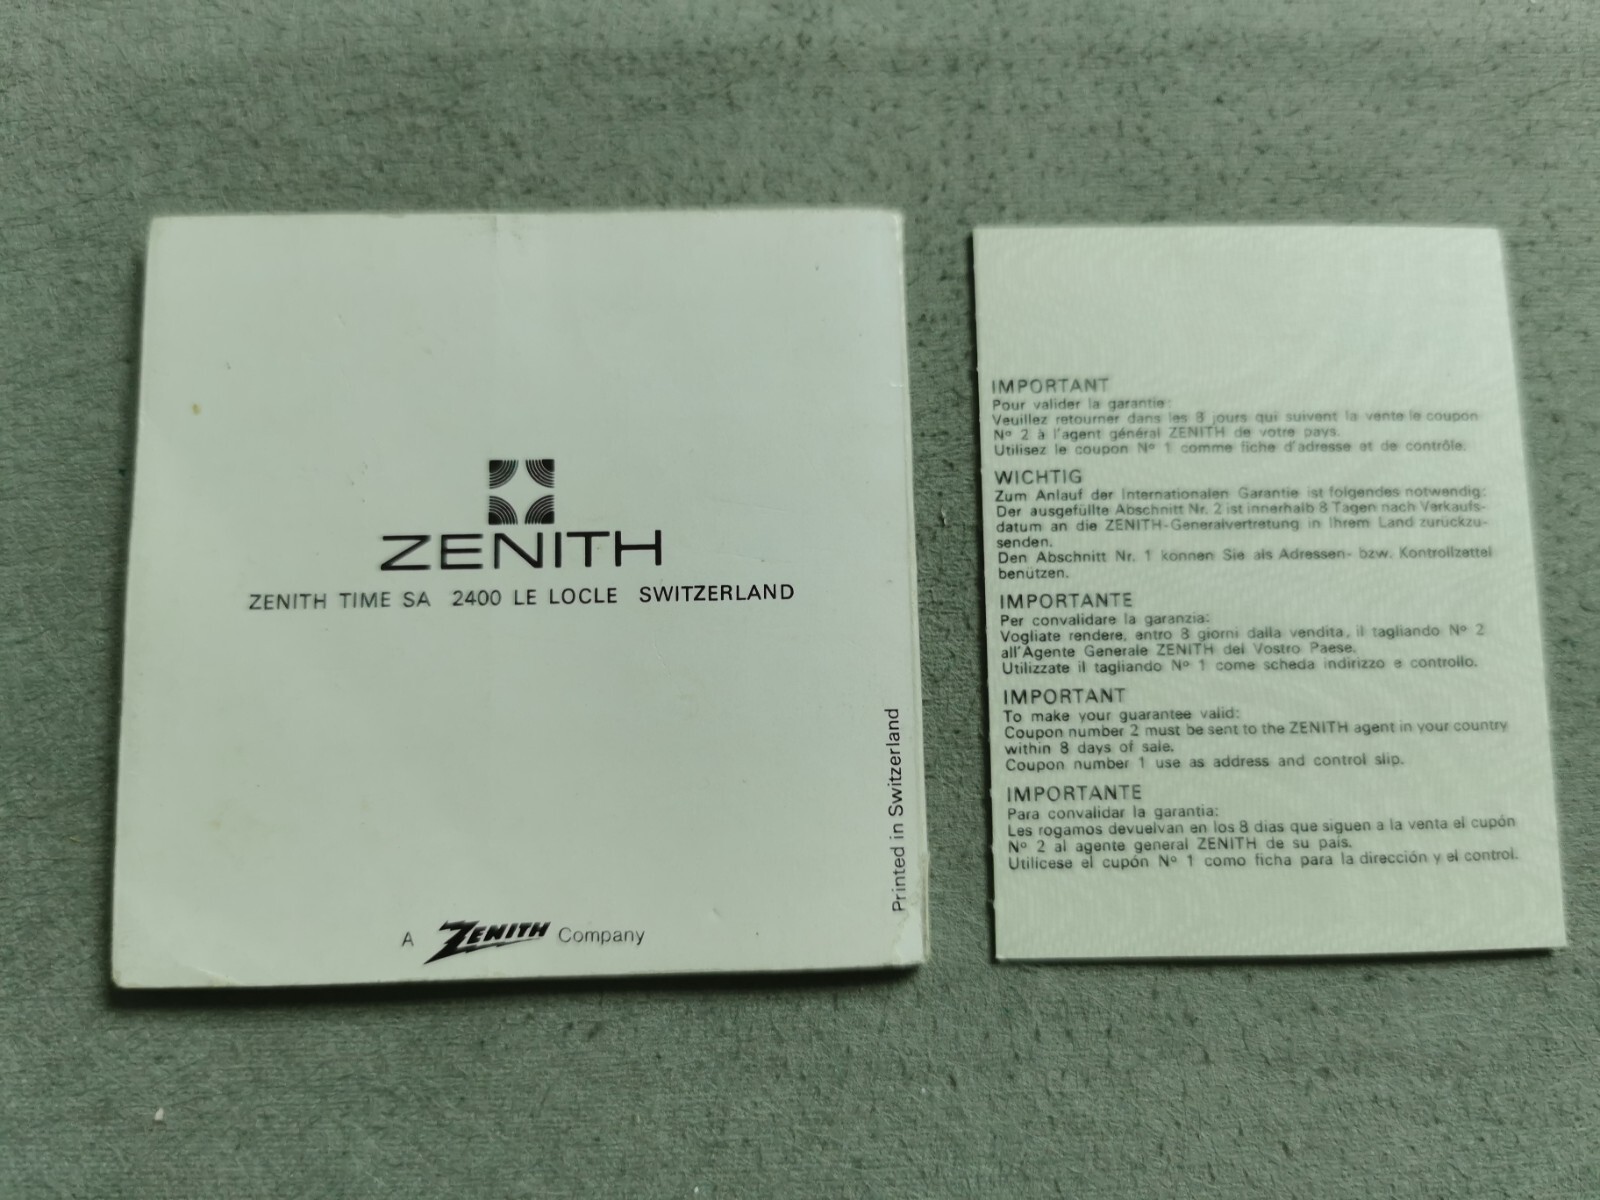 ZENITH
ZENITH TIME SA 2400 LE LOCLE SWITZERLAND
Printed in Switzerland
A ZENITH Company
IMPORTANT
Pour valider la garantie:
Veuillez retourner dans les 8 jours qui suivent la vente le coupon
Nº 2 à l'agent général ZENITH de votre pays.
Utilisez le coupon Nº 1 comme fiche d'adresse et de contrôle.
WICHTIG
Zum Anlauf der Internationalen Garantie ist folgendes notwendig:
Der ausgefüllte Abschnitt Nr. 2 ist innerhalb 8 Tagen nach Verkaufs-
datum an die ZENITH-Generalvertretung in Ihrem Land zurückzu-
senden.
Den Abschnitt Nr. 1 können Sie als Adressen- bzw. Kontrollzettel
benützen.
IMPORTANTE
Per convalidare la garanzia:
Vogliate rendere, entro 8 giorni dalla vendita, il tagliando Nº 2
all'Agente Generale ZENITH del Vostro Paese.
Utilizzate il tagliando Nº 1 come scheda indirizzo e controllo.
IMPORTANT
To make your guarantee valid:
Coupon number 2 must be sent to the ZENITH agent in your country
within 8 days of sale.
Coupon number 1 use as address and control slip.
IMPORTANTE
Para convalidar la garantia:
Les rogamos devuelvan en los 8 dias que siguen a la venta el cupón
Nº 2 al agente general ZENITH de su pais.
Utilicese el cupón Nº 1 como ficha para la dirección y el control.